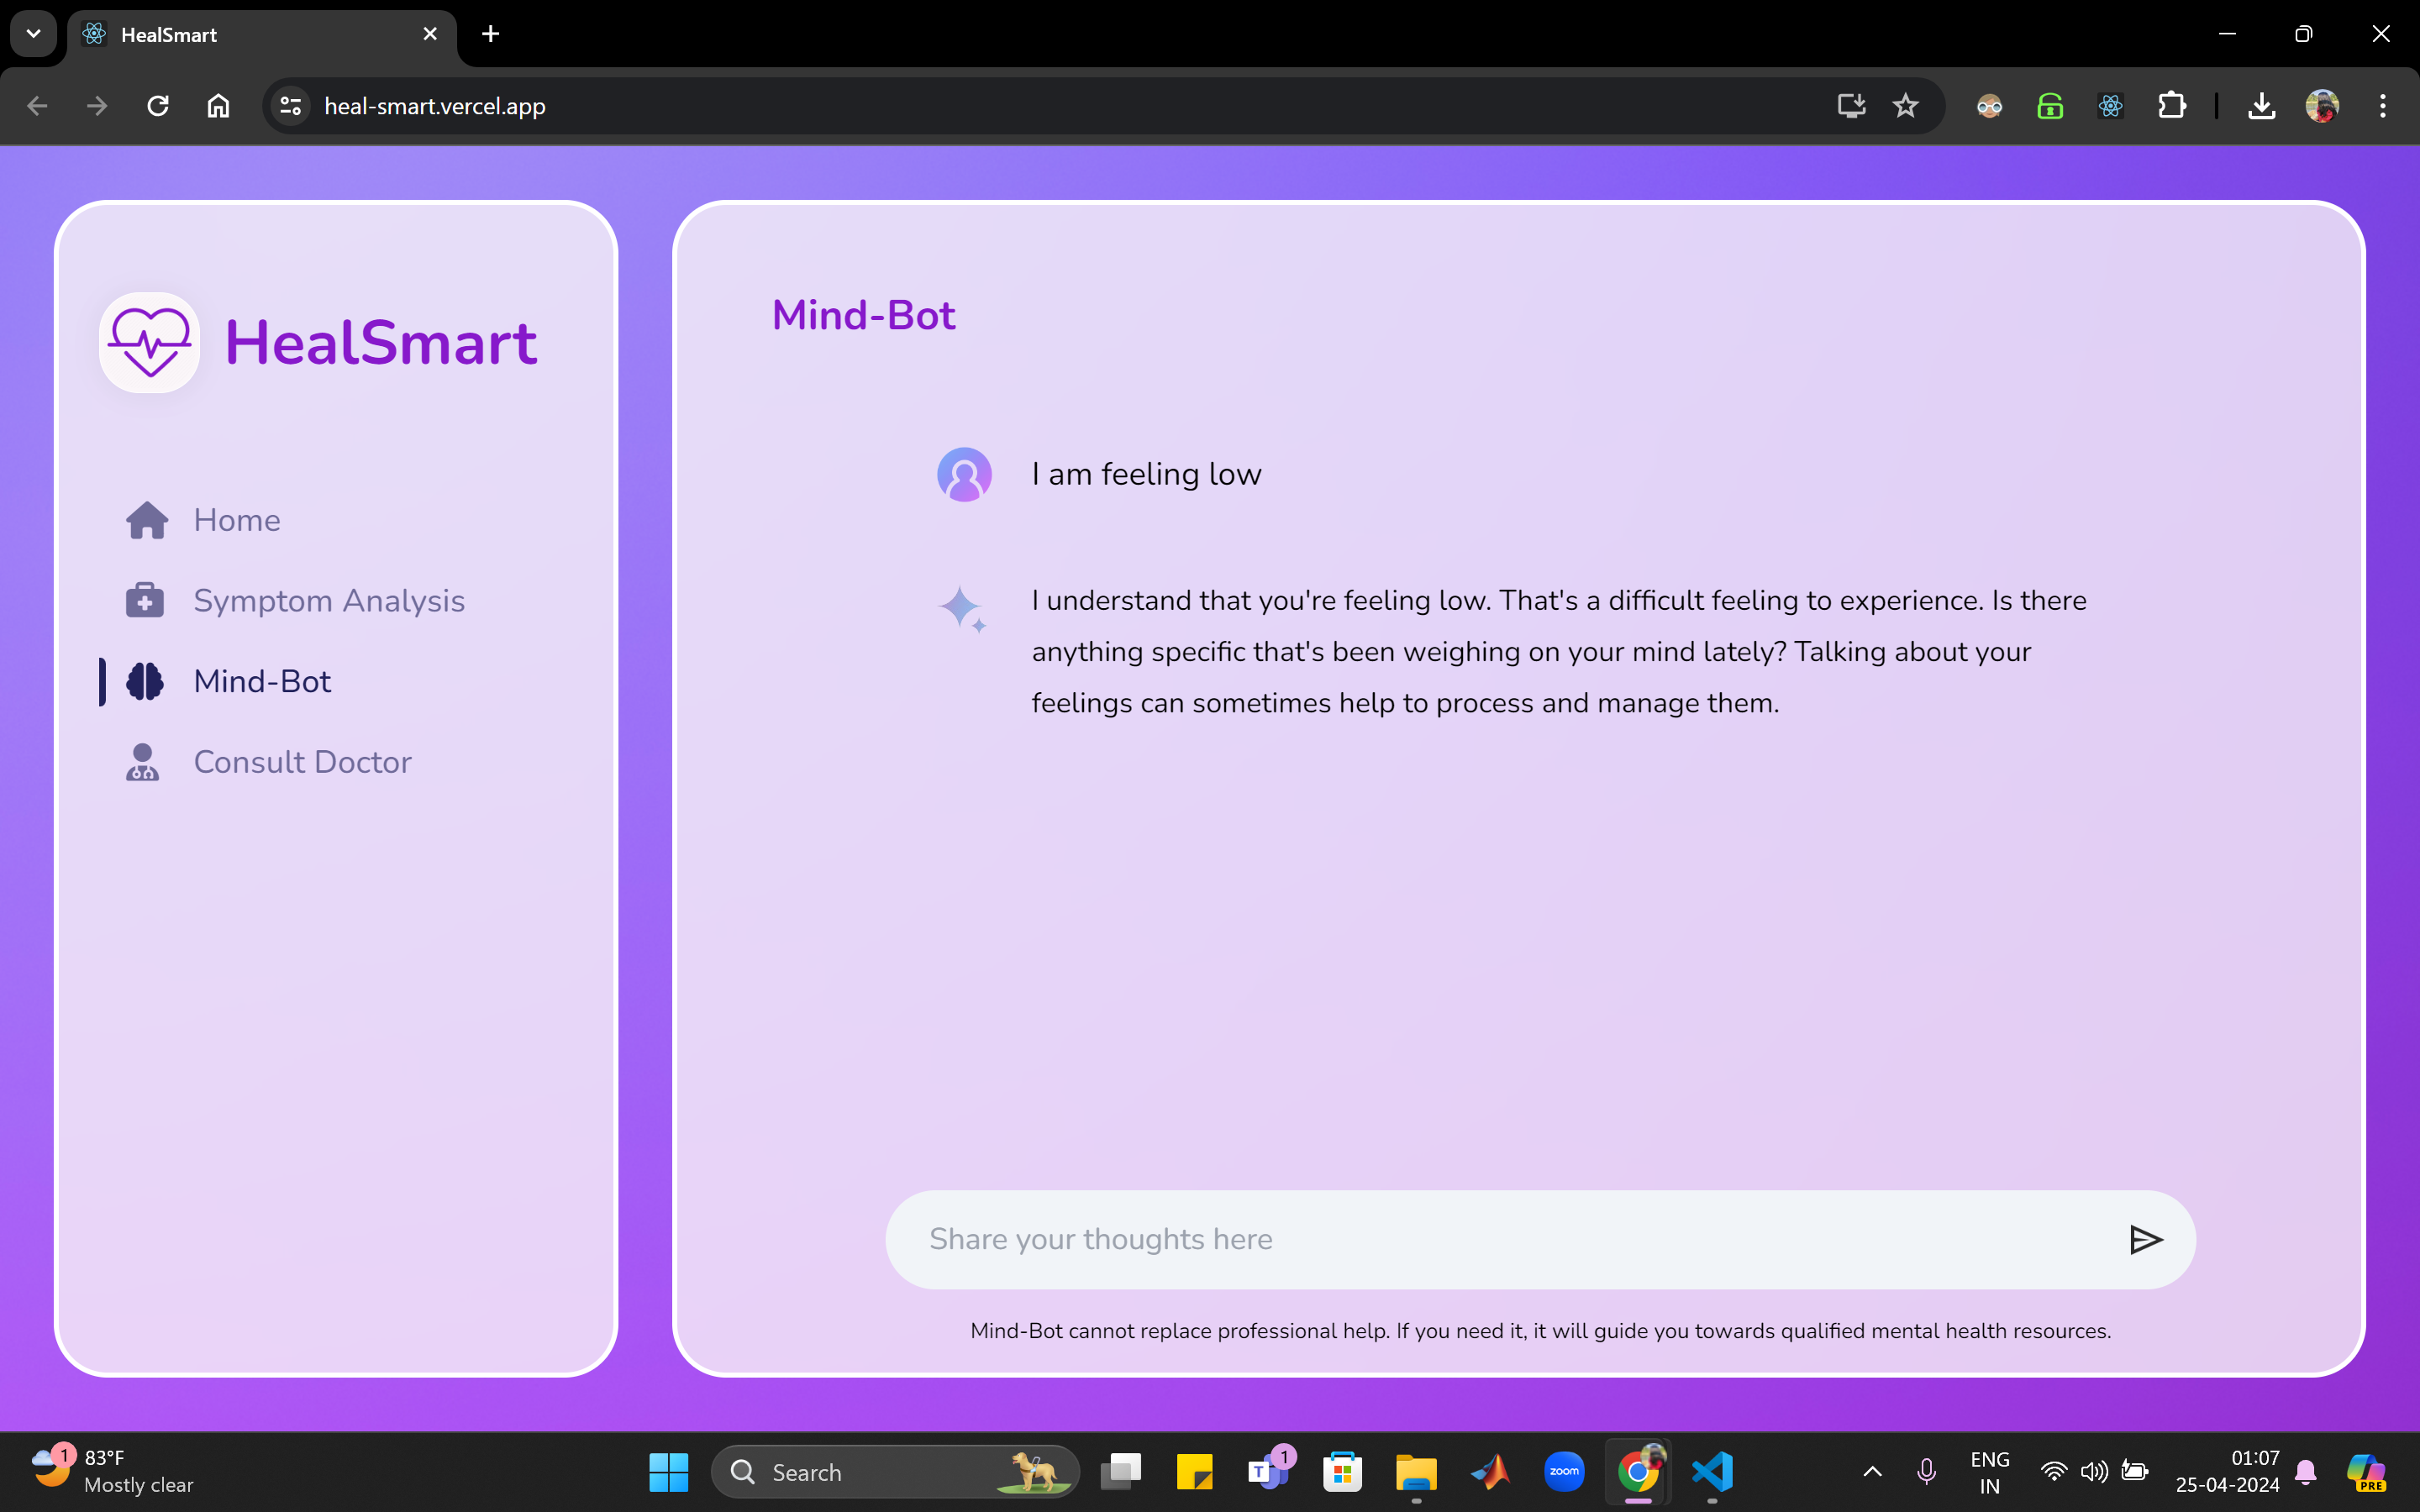 HealSmart
heal-smart.vercel.app
HealSmart
Home
Symptom Analysis
Mind-Bot
Consult Doctor
Mind-Bot
I am feeling low
I understand that you're feeling low. That's a difficult feeling to experience. Is there
anything specific that's been weighing on your mind lately? Talking about your
feelings can sometimes help to process and manage them.
Share your thoughts here
Mind-Bot cannot replace professional help. If you need it, it will guide you towards qualified mental health resources.
1
83°F
Mostly clear
Search
T
1
zoom
ENG
IN
01:07
25-04-2024
PRE